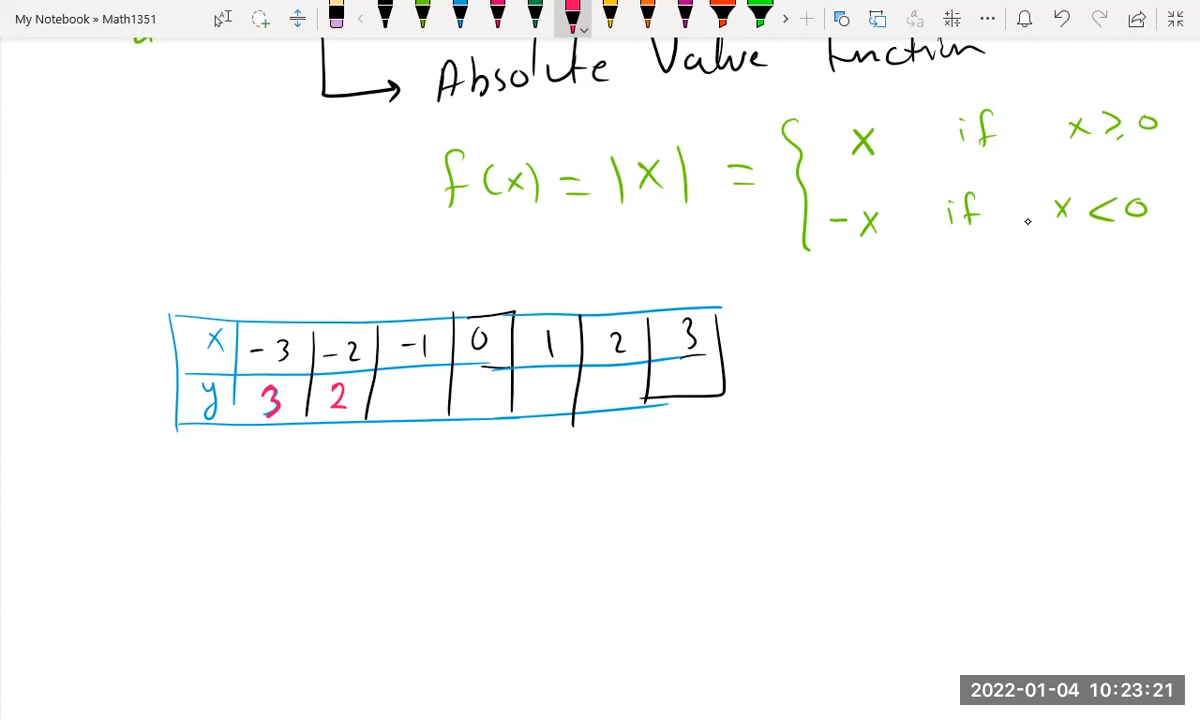 My Notebook » Math1351
Absolute Value Function
f(x) = |x| = { x if x ≥ 0
-x if x < 0
x -3 -2 -1 0 1 2 3
y 3 2
2022-01-04 10:23:21